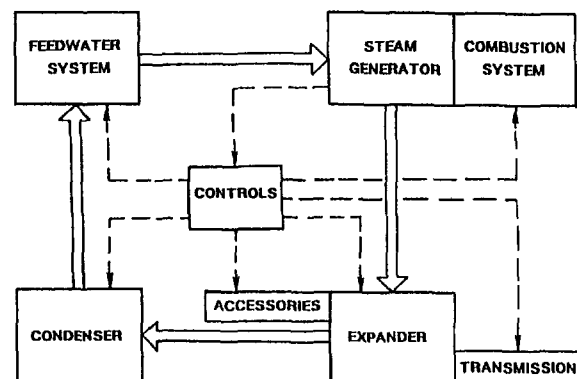 FEEDWATER
SYSTEM
STEAM
GENERATOR
COMBUSTION
SYSTEM
CONTROLS
ACCESSORIES
CONDENSER
EXPANDER
TRANSMISSION